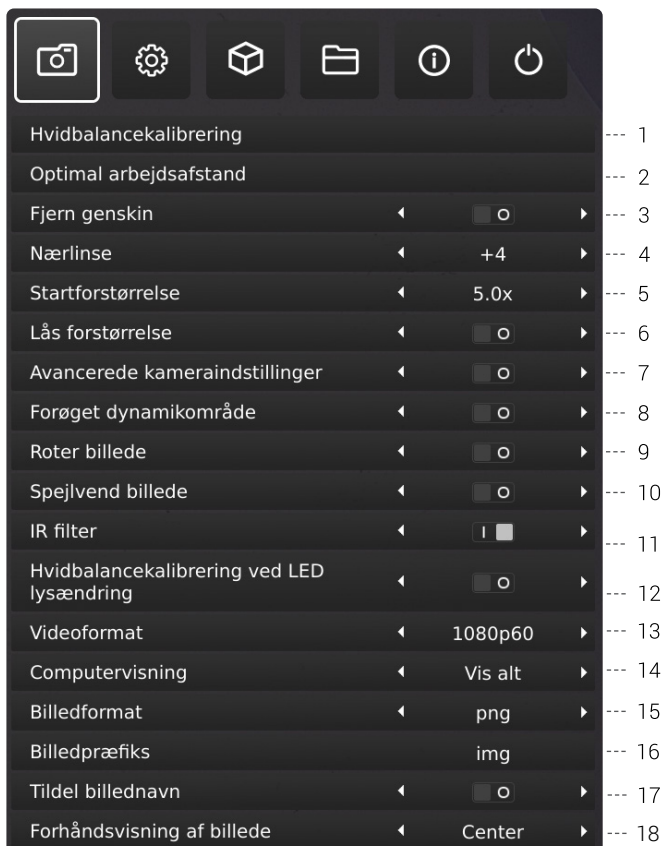 Hvidbalancekalibrering --- 1
Optimal arbejdsafstand --- 2
Fjern genskin --- 3
Nærlinse +4 --- 4
Startforstørrelse 5.0x --- 5
Lås forstørrelse --- 6
Avancerede kameraindstillinger --- 7
Forøget dynamikområde --- 8
Roter billede --- 9
Spejlvend billede --- 10
IR filter --- 11
Hvidbalancekalibrering ved LED
lysændring --- 12
Videoformat 1080p60 --- 13
Computervisning Vis alt --- 14
Billedformat png --- 15
Billedpræfiks img --- 16
Tildel billednavn --- 17
Forhåndsvisning af billede Center --- 18